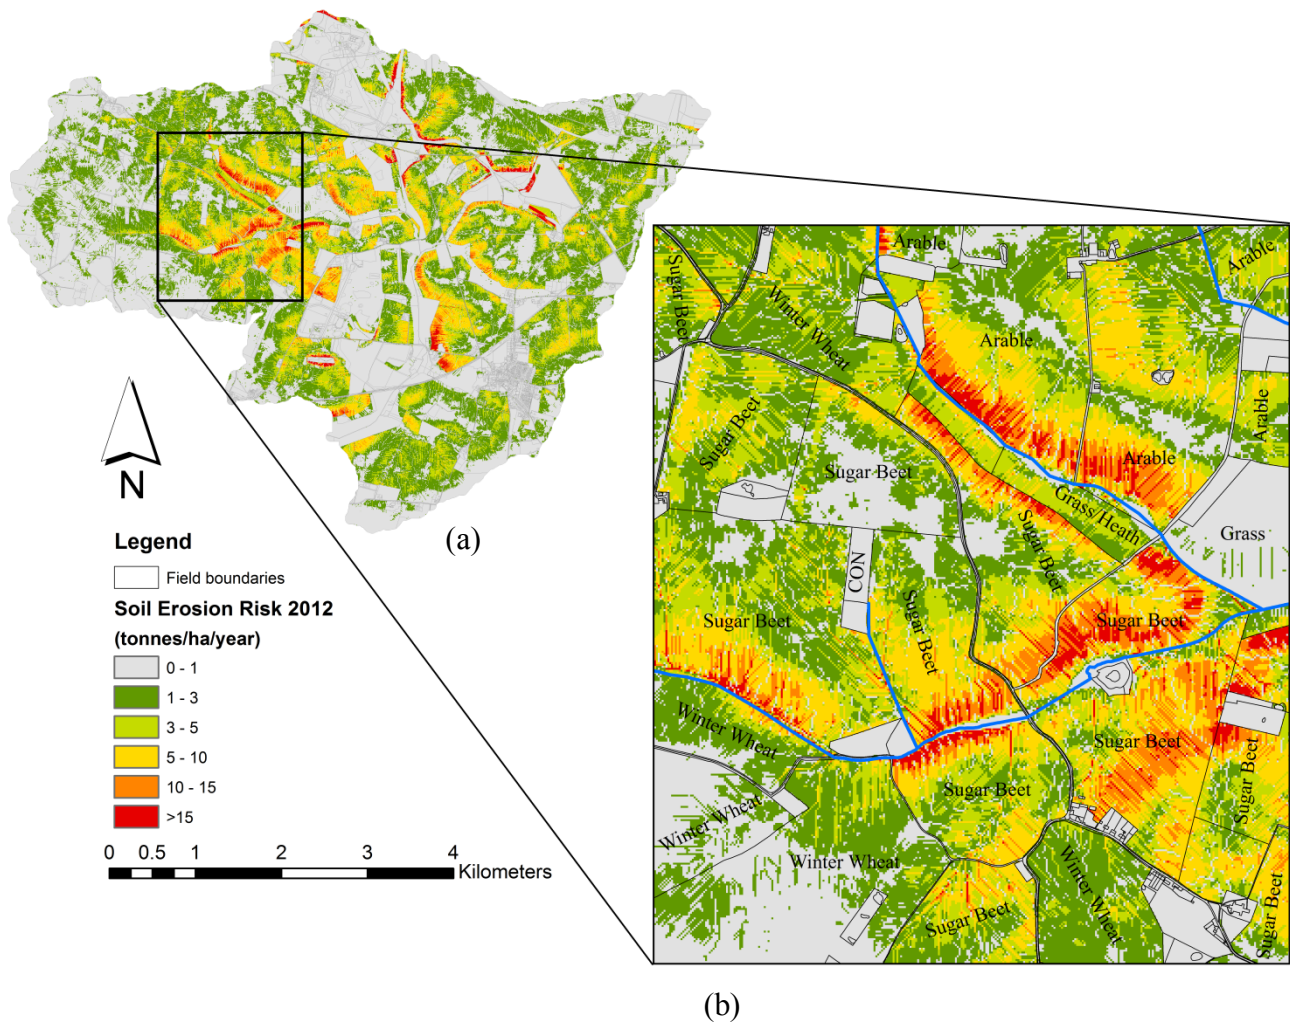 (a)
N
Legend
Field boundaries
Soil Erosion Risk 2012
(tonnes/ha/year)
0 - 1
1 - 3
3 - 5
5 - 10
10 - 15
>15
0 0.5 1 2 3 4
Kilometers
Sugar Beet
Winter Wheat
Arable
Arable
Arable
Arable
Arable
Sugar Beet
Sugar Beet
Grass/Heath
Grass
CON
Sugar Beet
Sugar Beet
Sugar Beet
Sugar Beet
Winter Wheat
Sugar Beet
Sugar Beet
Sugar Beet
Winter Wheat
Winter Wheat
Winter Wheat
Sugar Beet
Sugar Beet
(b)